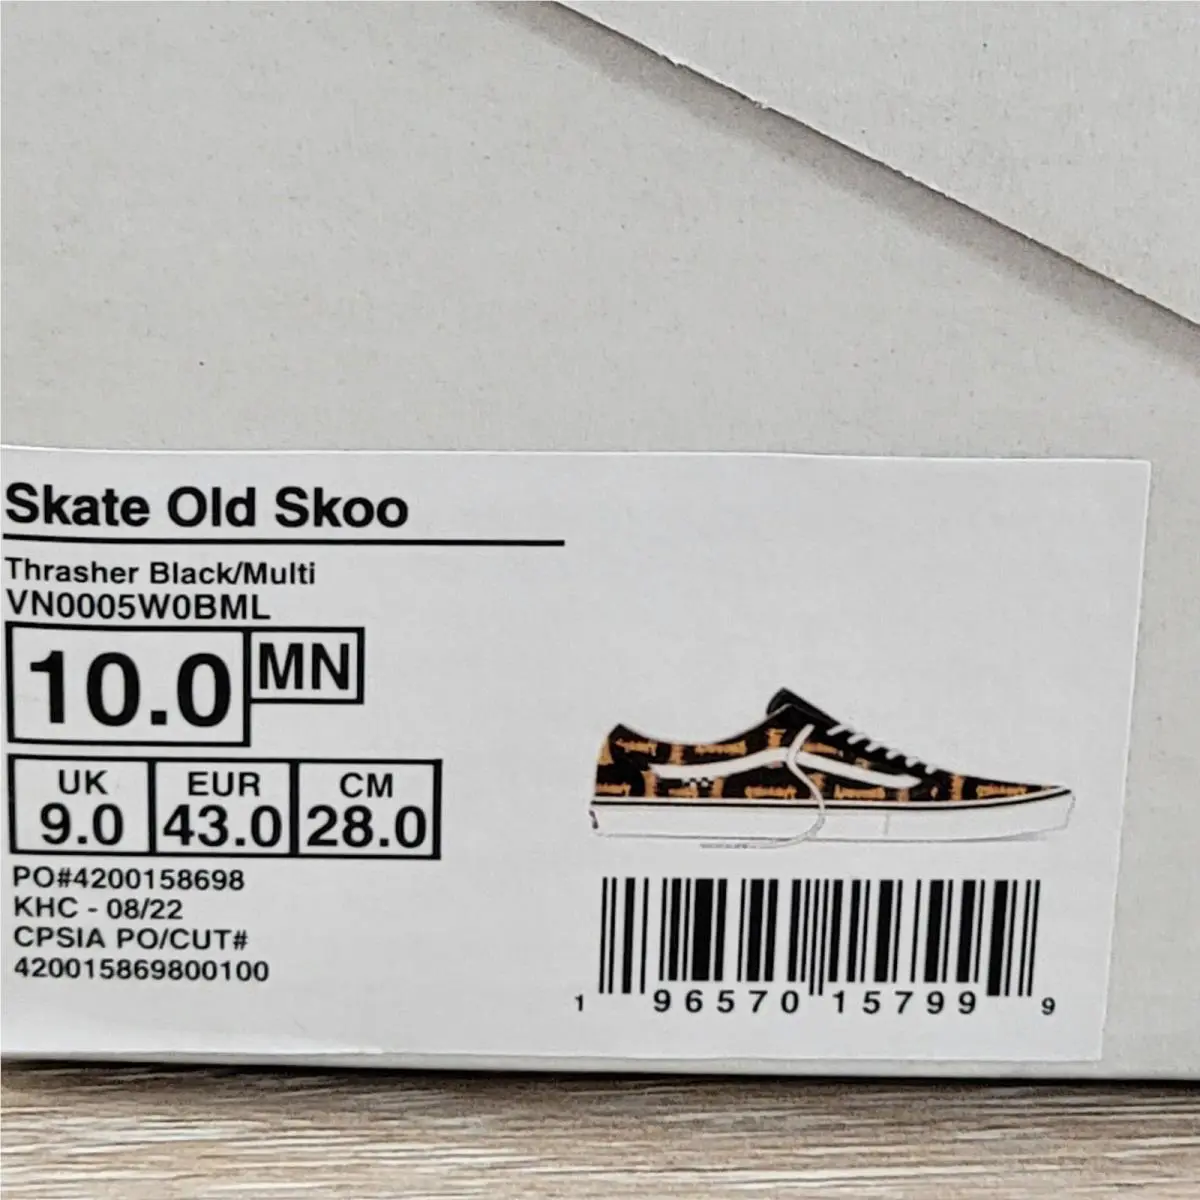 Skate Old Skoo
Thrasher Black/Multi
VN0005W0BML
10.0 MN
UK EUR CM
9.0 43.0 28.0
PO#4200158698
KHC - 08/22
CPSIA PO/CUT#
420015869800100
1 96570 15799 9